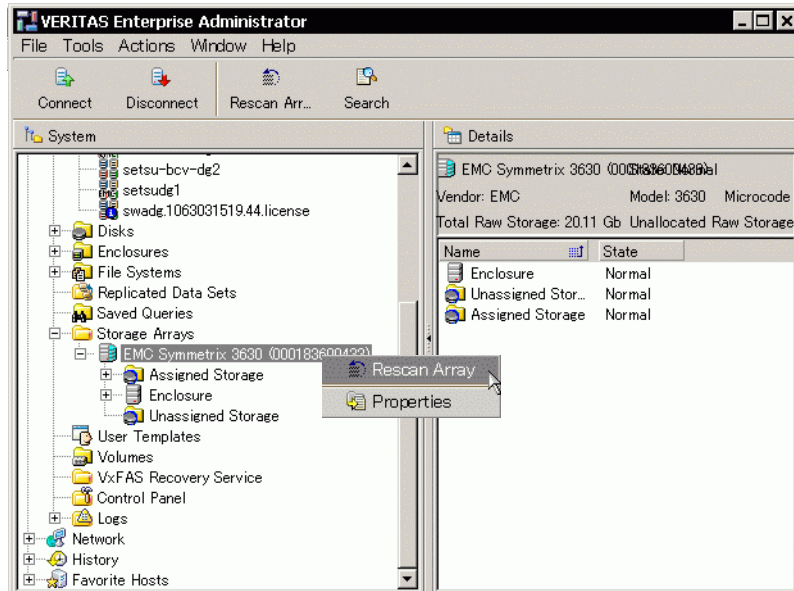 VERITAS Enterprise Administrator
File Tools Actions Window Help
Connect Disconnect Rescan Arr... Search
System
setsu-bcv-dg2
setsudg1
swadg.1063031519.44.license
Disks
Enclosures
File Systems
Replicated Data Sets
Saved Queries
Storage Arrays
EMC Symmetrix 3630 (000183600433)
Assigned Storage
Enclosure
Unassigned Storage
User Templates
Volumes
VxFAS Recovery Service
Control Panel
Logs
Network
History
Favorite Hosts
Rescan Array
Properties
Details
EMC Symmetrix 3630
Vendor: EMC Model: 3630 Microcode
Total Raw Storage: 20.11 Gb Unallocated Raw Storage
Name State
Enclosure Normal
Unassigned Stor... Normal
Assigned Storage Normal